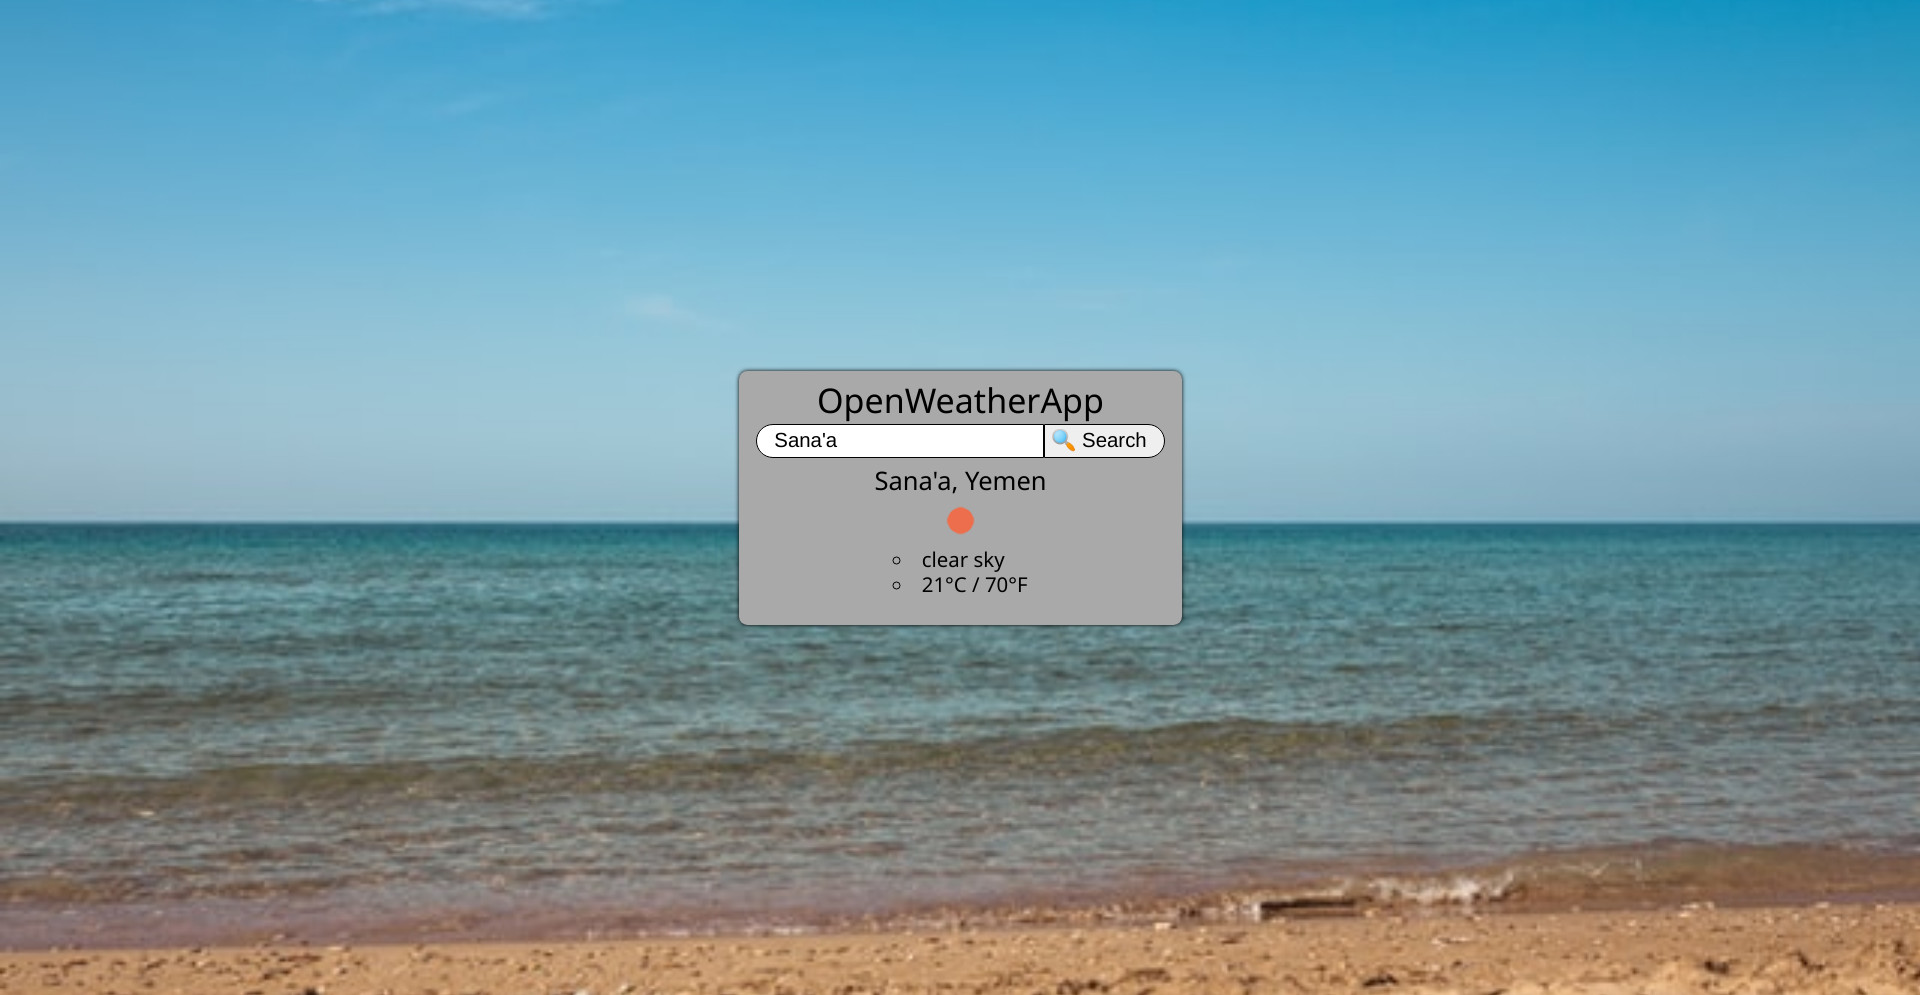 OpenWeatherApp
Sana'a
🔍 Search
Sana'a, Yemen
clear sky
21°C / 70°F